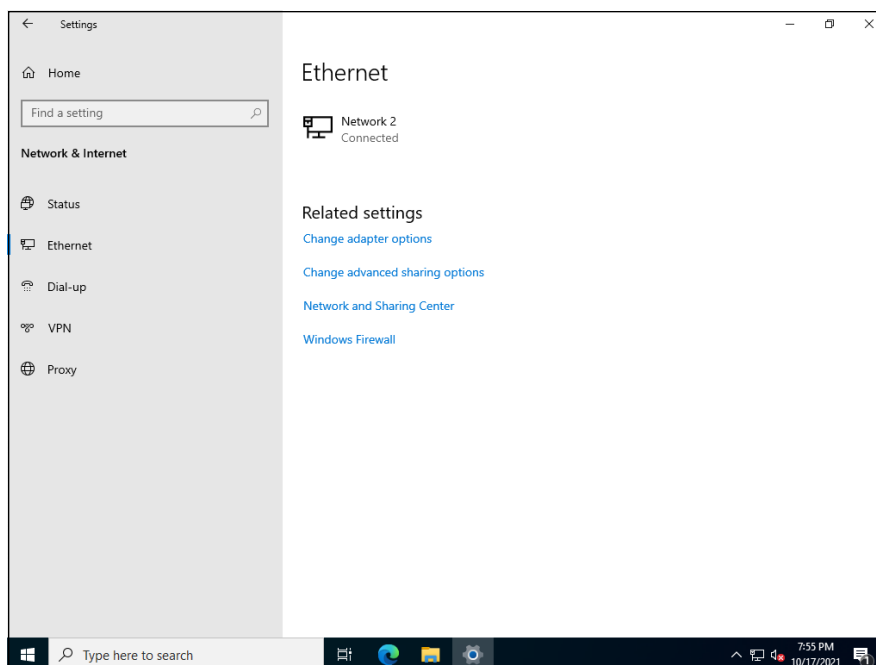 Settings
Home
Find a setting
Network & Internet
Status
Ethernet
Dial-up
VPN
Proxy
Ethernet
Network 2
Connected
Related settings
Change adapter options
Change advanced sharing options
Network and Sharing Center
Windows Firewall
Type here to search
7:55 PM
10/17/2021
1